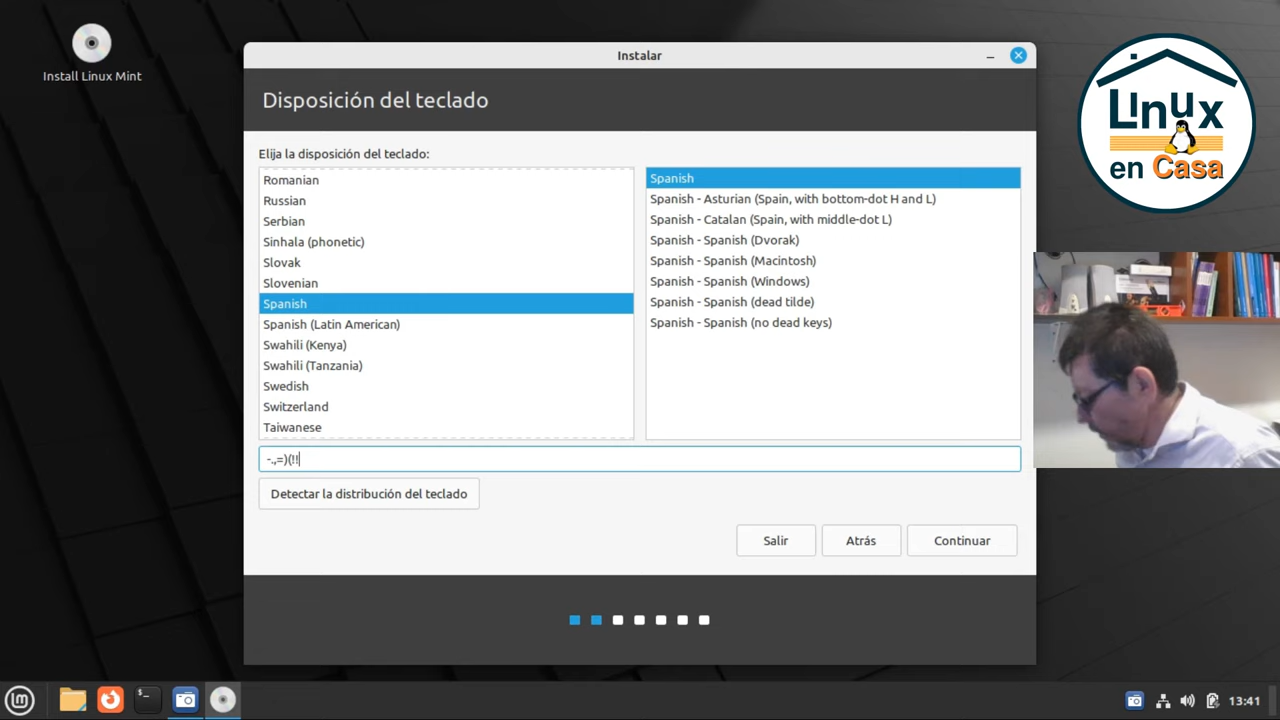 Install Linux Mint
Instalar
Disposición del teclado
Elija la disposición del teclado:
Romanian
Russian
Serbian
Sinhala (phonetic)
Slovak
Slovenian
Spanish
Spanish (Latin American)
Swahili (Kenya)
Swahili (Tanzania)
Swedish
Switzerland
Taiwanese
Spanish
Spanish - Asturian (Spain, with bottom-dot H and L)
Spanish - Catalan (Spain, with middle-dot L)
Spanish - Spanish (Dvorak)
Spanish - Spanish (Macintosh)
Spanish - Spanish (Windows)
Spanish - Spanish (dead tilde)
Spanish - Spanish (no dead keys)
-.,=)(!!
Detectar la distribución del teclado
Salir
Atrás
Continuar
Linux
en Casa
13:41